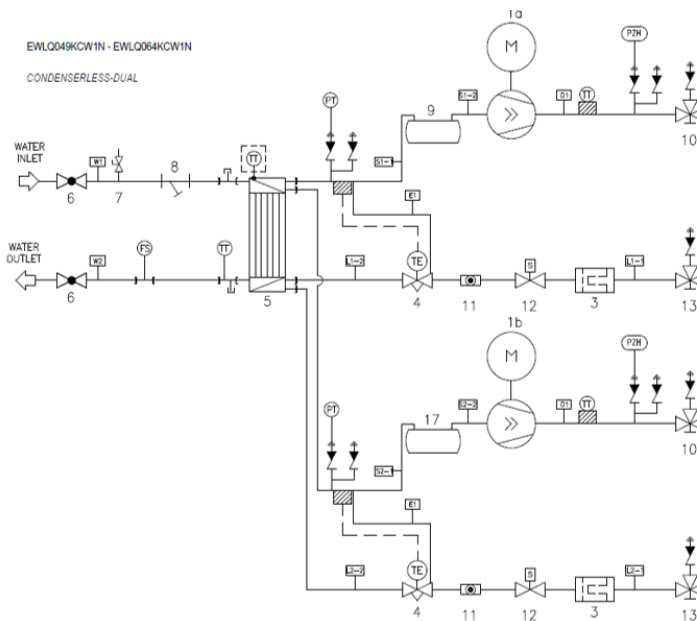 EWLQ049KCW1N - EWLQ064KCW1N
CONDENSERLESS-DUAL
1a
M
PZH
PT
9
S1-2
D1
TT
10
WATER
INLET
W1
8
TT
S1-1
6
7
E1
WATER
OUTLET
W2
FS
TT
L1-2
TE
S
L1-1
6
5
4
11
12
3
13
1b
M
PZH
PT
17
S2-2
D1
TT
10
S2-1
E1
L2-2
TE
S
L2-1
4
11
12
3
13